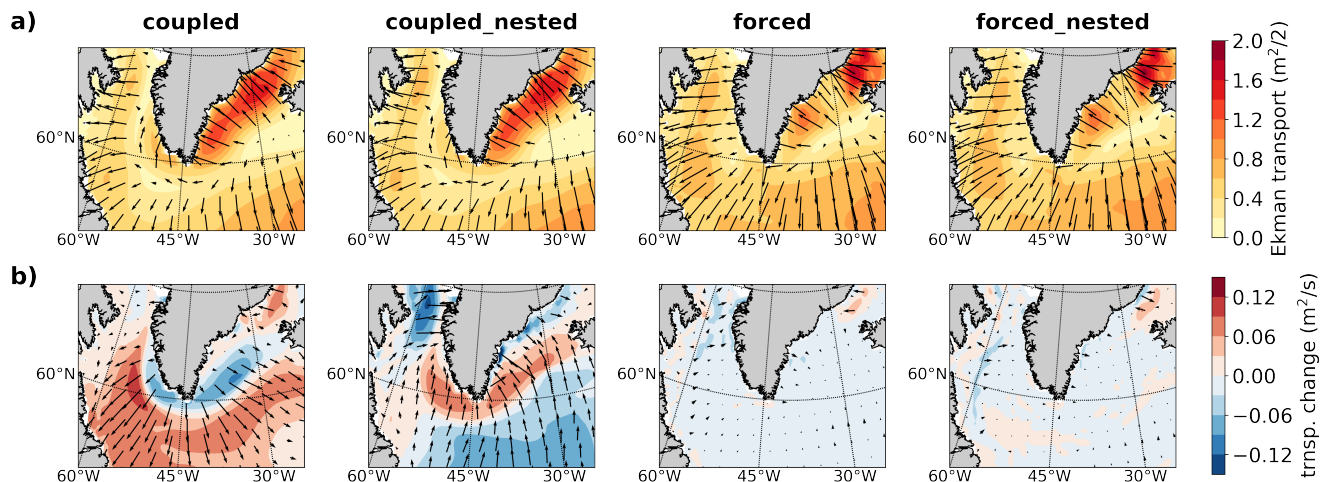 a)
coupled
coupled_nested
forced
forced_nested
60°N
60°W
45°W
30°W
60°N
60°W
45°W
30°W
60°N
60°W
45°W
30°W
60°N
60°W
45°W
30°W
2.0
1.6
1.2
0.8
0.4
0.0
Ekman transport (m²/2)
b)
60°N
60°W
45°W
30°W
60°N
60°W
45°W
30°W
60°N
60°W
45°W
30°W
60°N
60°W
45°W
30°W
0.12
0.06
0.00
−0.06
−0.12
trnsp. change (m²/s)